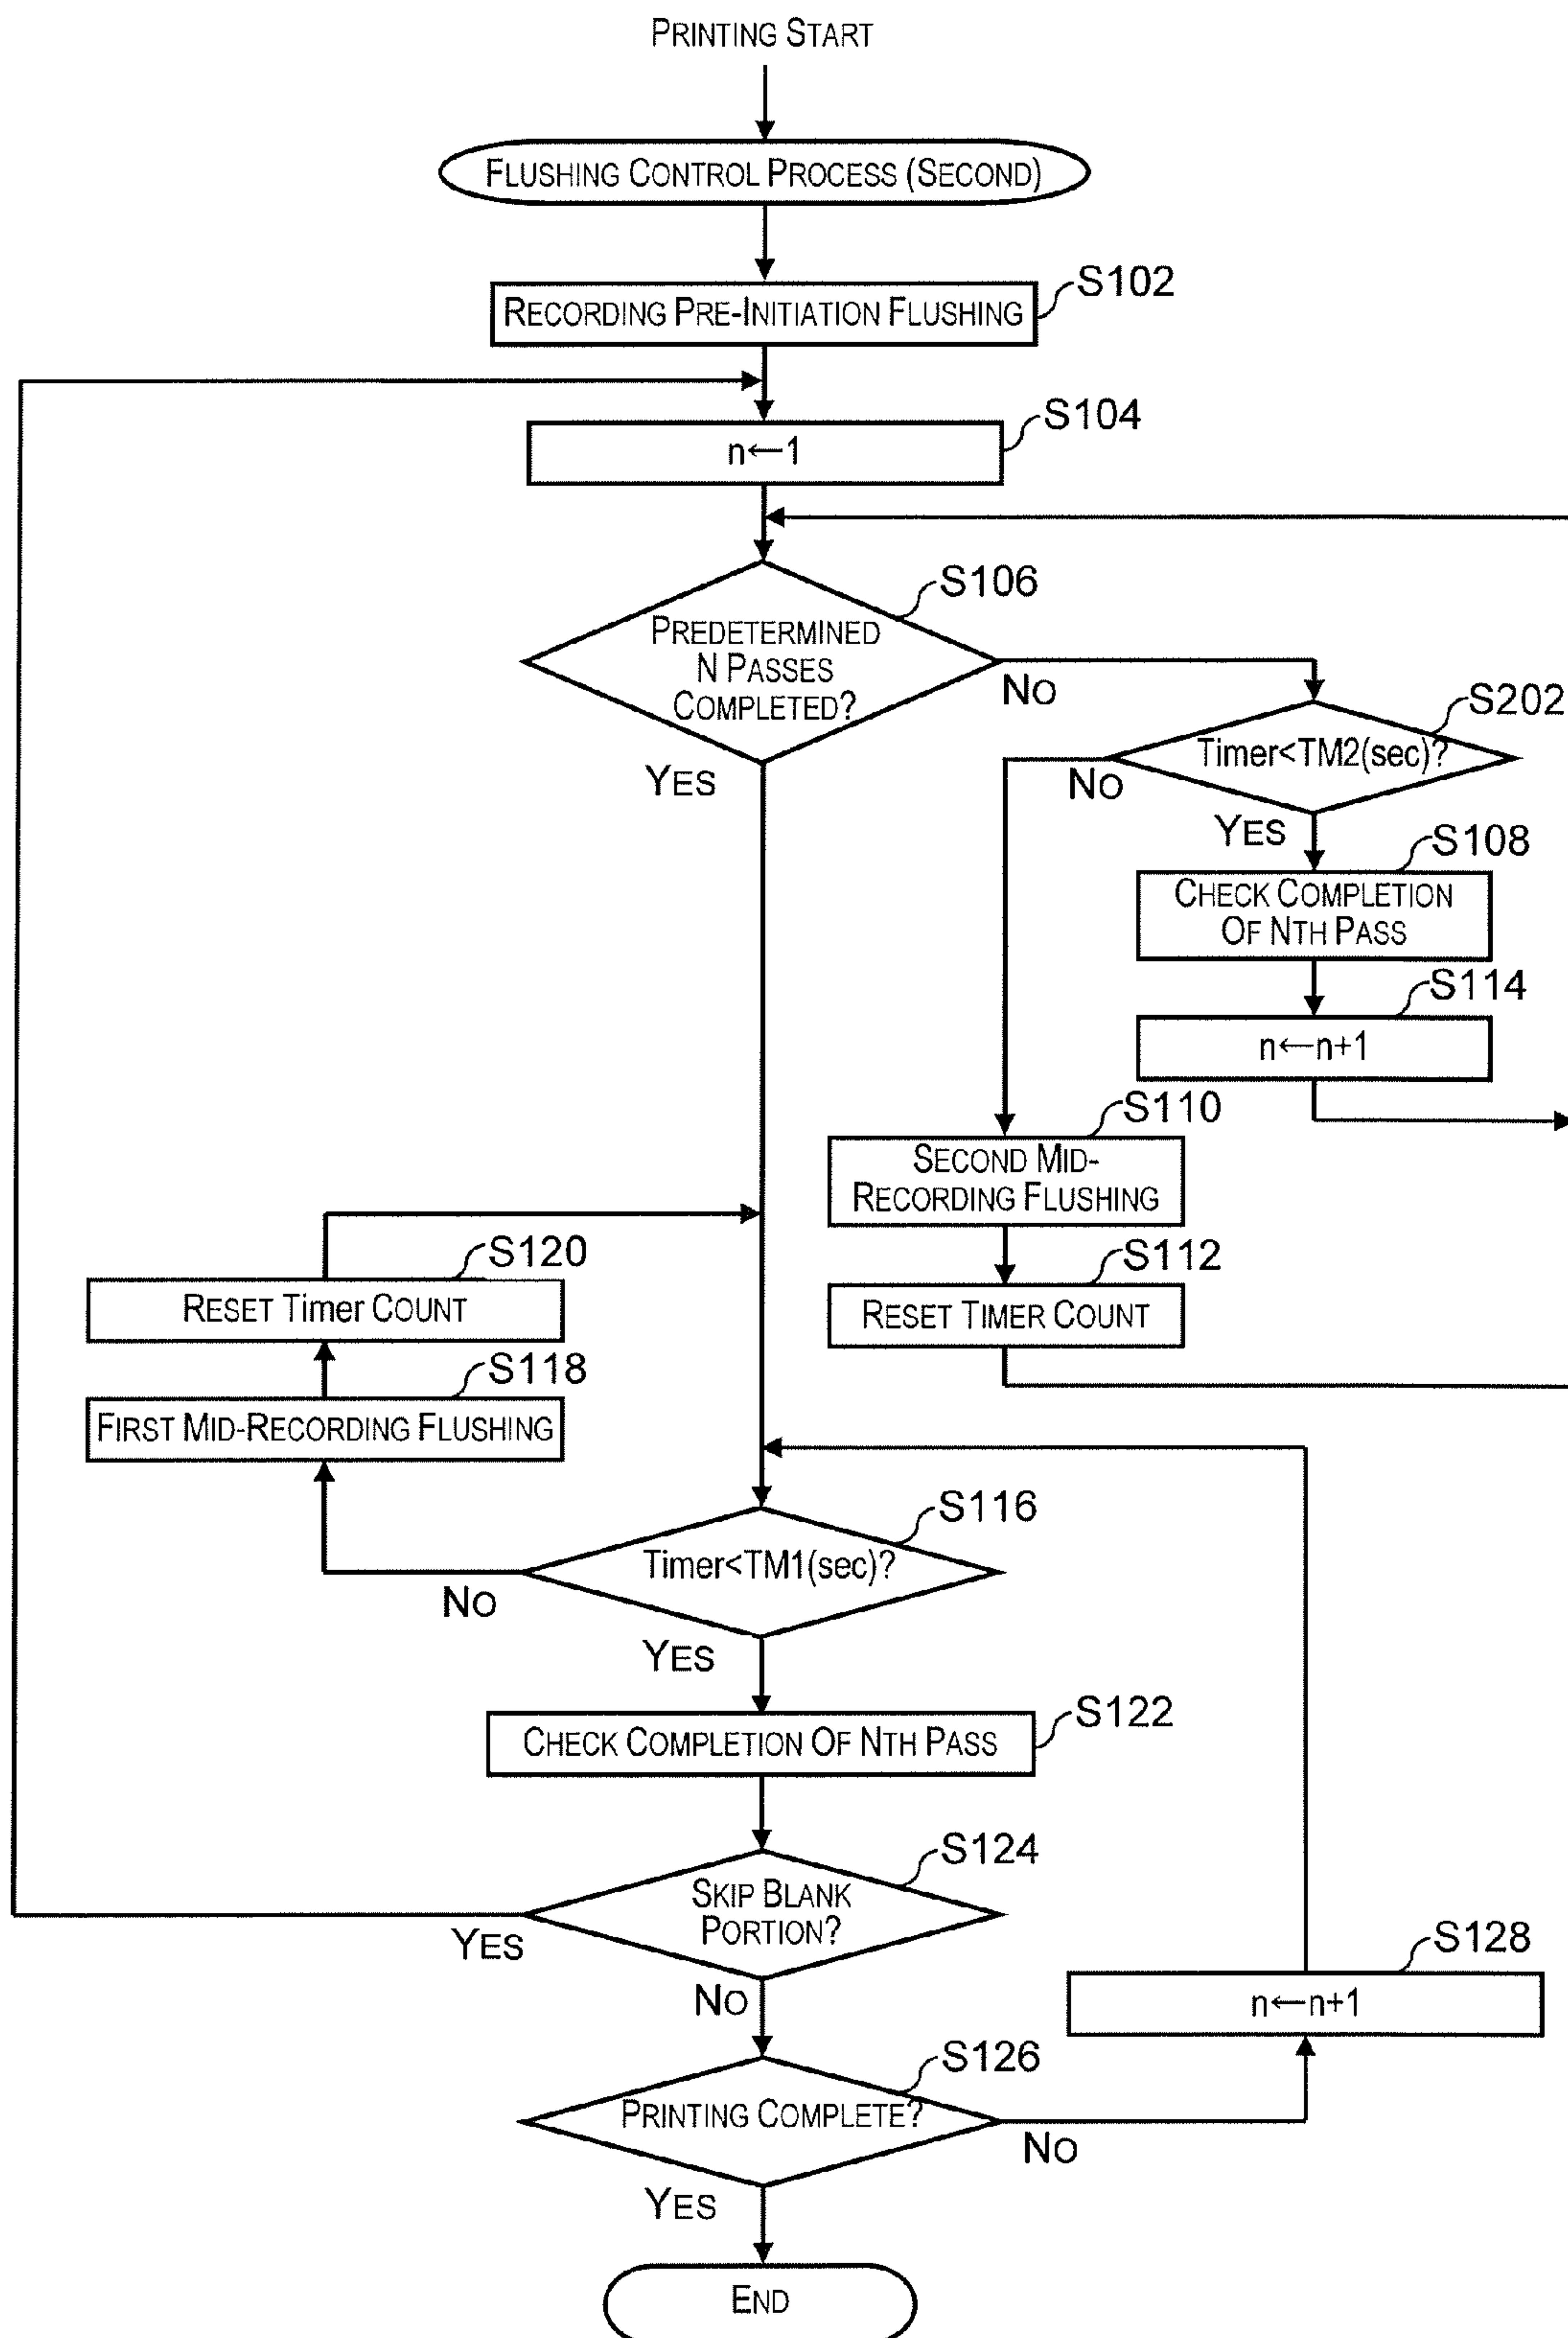 PRINTING START
FLUSHING CONTROL PROCESS (SECOND)
S102
RECORDING PRE-INITIATION FLUSHING
S104
n←1
S106
PREDETERMINED
N PASSES
COMPLETED?
NO
YES
S202
Timer<TM2(sec)?
NO
YES
S108
CHECK COMPLETION
OF NTH PASS
S114
n←n+1
S110
SECOND MID-
RECORDING FLUSHING
S112
RESET TIMER COUNT
S120
RESET Timer COUNT
S118
FIRST MID-RECORDING FLUSHING
S116
Timer<TM1(sec)?
NO
YES
S122
CHECK COMPLETION OF NTH PASS
S124
SKIP BLANK
PORTION?
YES
NO
S128
n←n+1
S126
PRINTING COMPLETE?
NO
YES
END